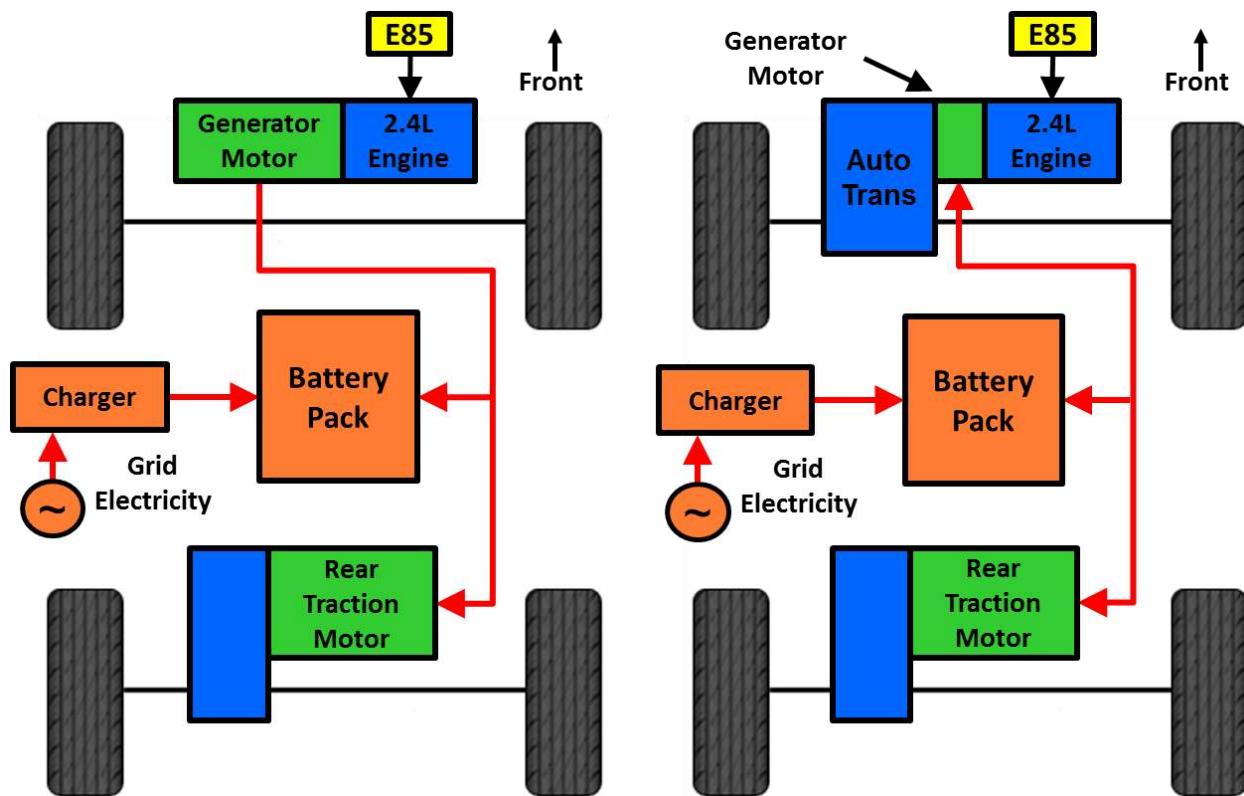 E85
Front
Generator
Motor
2.4L
Engine
Battery
Pack
Charger
Grid
Electricity
~
Rear
Traction
Motor
E85
Generator
Motor
Front
Auto
Trans
2.4L
Engine
Battery
Pack
Charger
Grid
Electricity
~
Rear
Traction
Motor